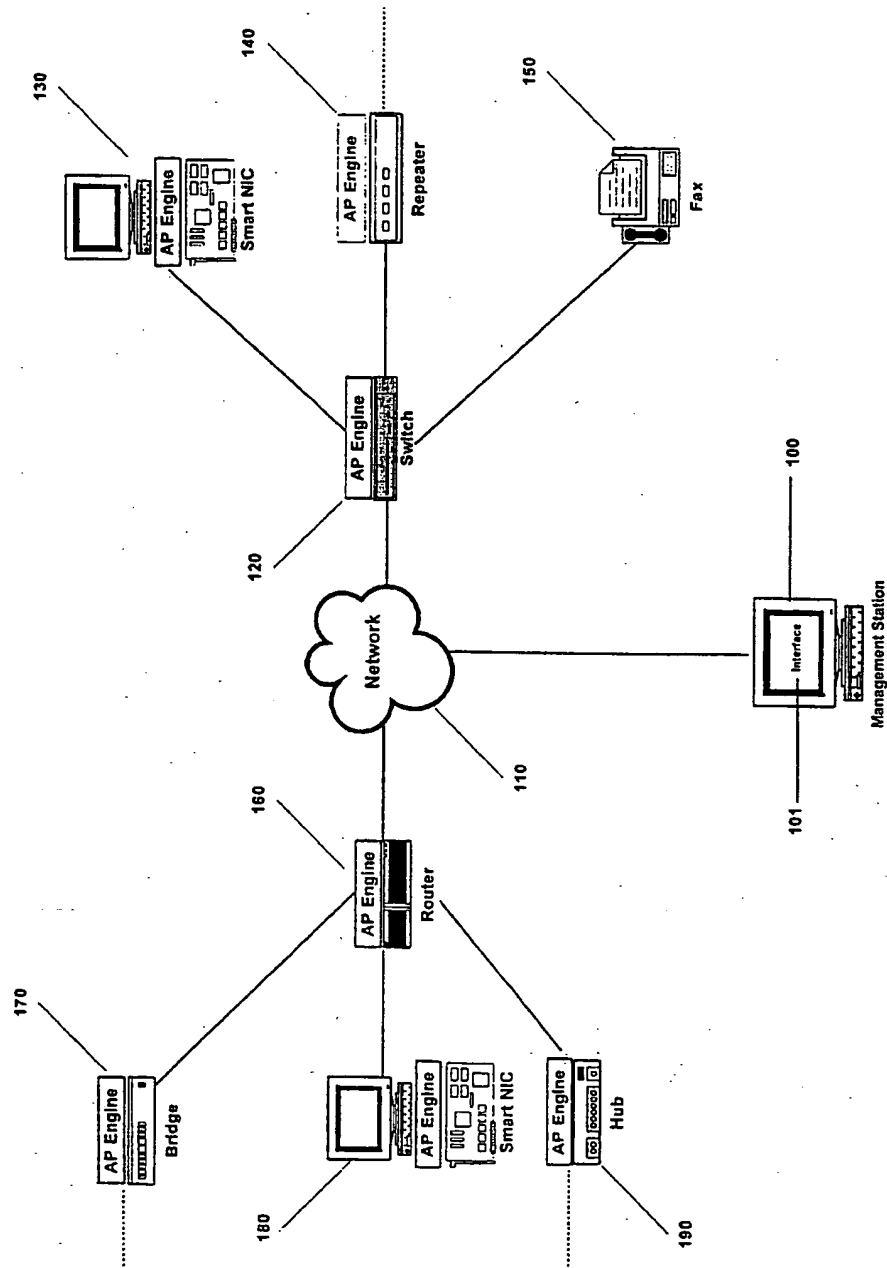 130
170
AP Engine
Smart NIC
AP Engine
Bridge
140
AP Engine
Repeater
160
120
AP Engine
Router
Network
AP Engine
Switch
180
AP Engine
Smart NIC
110
150
Fax
AP Engine
Hub
190
100
Interface
101
Management Station